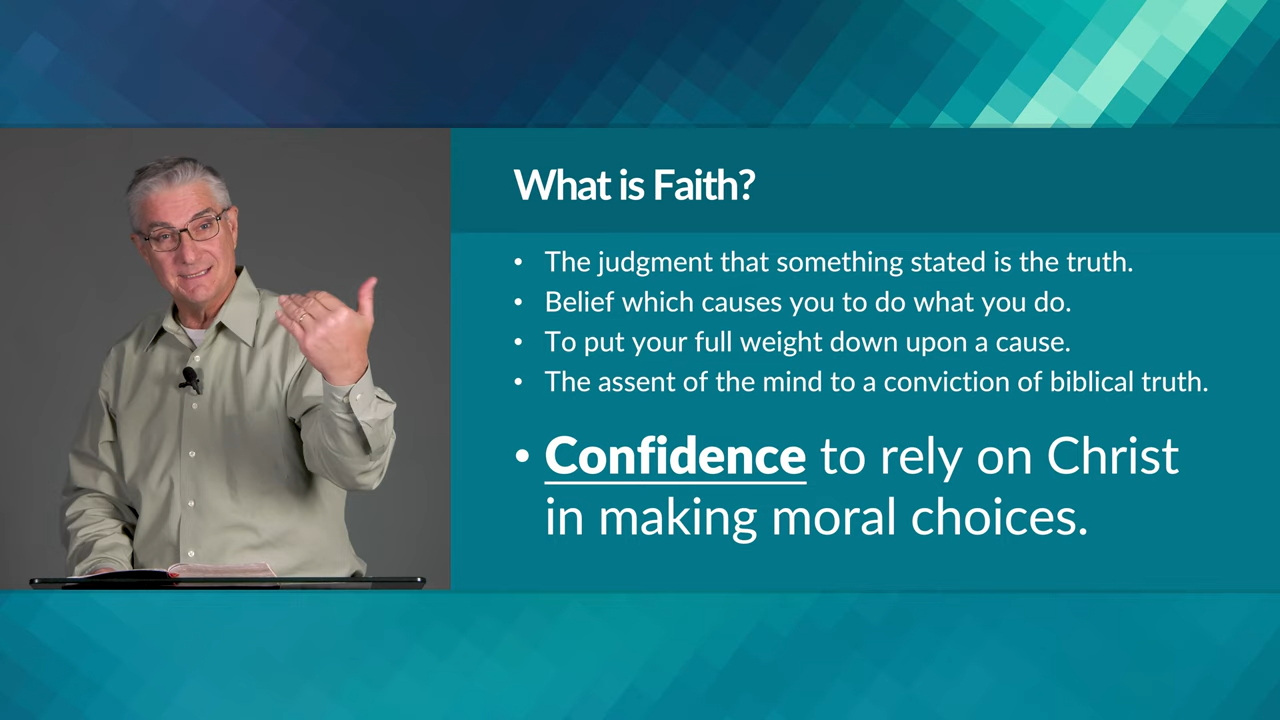 What is Faith?
• The judgment that something stated is the truth.
• Belief which causes you to do what you do.
• To put your full weight down upon a cause.
• The assent of the mind to a conviction of biblical truth.
• Confidence to rely on Christ
in making moral choices.